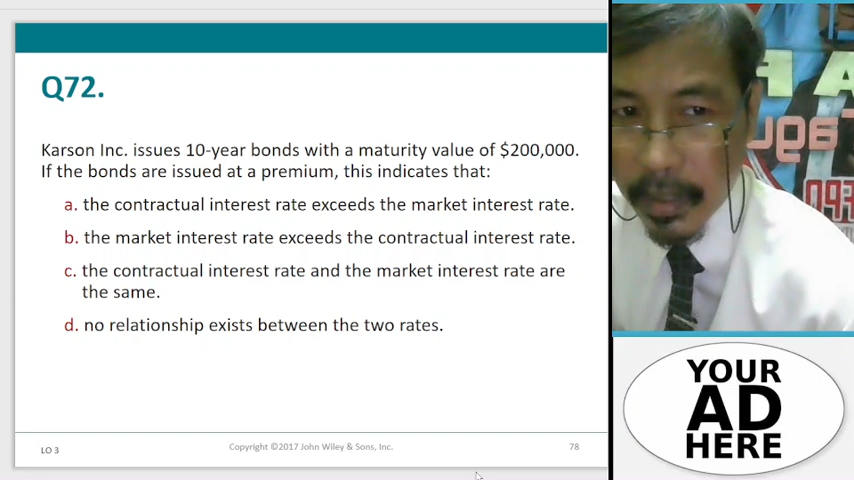 Q72.
Karson Inc. issues 10-year bonds with a maturity value of $200,000.
If the bonds are issued at a premium, this indicates that:
a. the contractual interest rate exceeds the market interest rate.
b. the market interest rate exceeds the contractual interest rate.
c. the contractual interest rate and the market interest rate are
the same.
d. no relationship exists between the two rates.
LO 3
Copyright ©2017 John Wiley & Sons, Inc.
78
YOUR
AD
HERE